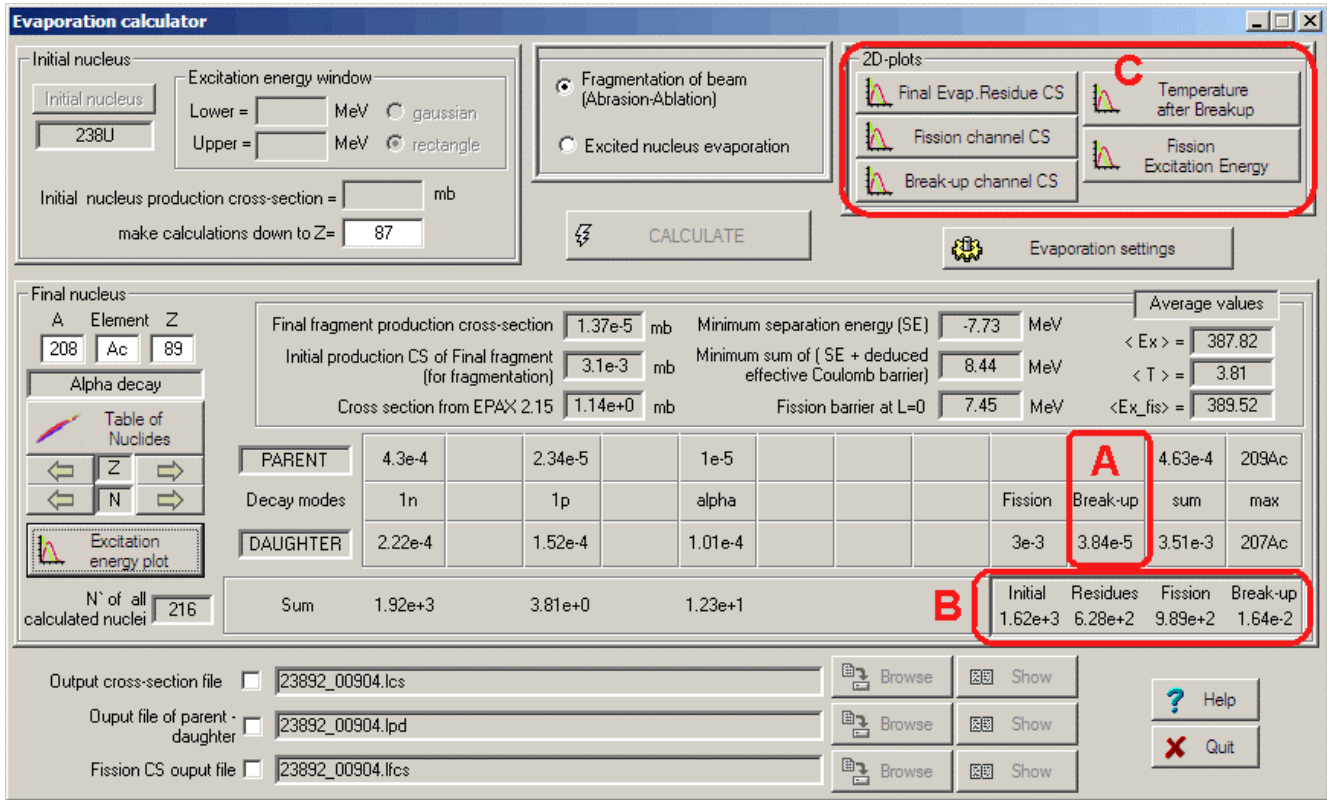 Evaporation calculator
Initial nucleus
Initial nucleus
238U
Excitation energy window
Lower = MeV gaussian
Upper = MeV rectangle
Initial nucleus production cross-section = mb
make calculations down to Z= 87
Fragmentation of beam
(Abrasion-Ablation)
Excited nucleus evaporation
CALCULATE
2D-plots
C
Final Evap.Residue CS
Fission channel CS
Break-up channel CS
Temperature
after Breakup
Fission
Excitation Energy
Evaporation settings
Final nucleus
A Element Z
208 Ac 89
Alpha decay
Table of
Nuclides
Z
N
Excitation
energy plot
N` of all
calculated nuclei 216
Final fragment production cross-section 1.37e-5 mb
Initial production CS of Final fragment
(for fragmentation) 3.1e-3 mb
Cross section from EPAX 2.15 1.14e+0 mb
Minimum separation energy (SE) -7.73 MeV
Minimum sum of ( SE + deduced
effective Coulomb barrier) 8.44 MeV
Fission barrier at L=0 7.45 MeV
Average values
< Ex > = 387.82
< T > = 3.81
<Ex_fis> = 389.52
PARENT 4.3e-4 2.34e-5 1e-5 A 4.63e-4 209Ac
Decay modes 1n 1p alpha Fission Break-up sum max
DAUGHTER 2.22e-4 1.52e-4 1.01e-4 3e-3 3.84e-5 3.51e-3 207Ac
Sum 1.92e+3 3.81e+0 1.23e+1
B
Initial Residues Fission Break-up
1.62e+3 6.28e+2 9.89e+2 1.64e-2
Output cross-section file 23892_00904.lcs Browse Show
Ouput file of parent -
daughter 23892_00904.lpd Browse Show
Fission CS ouput file 23892_00904.lfcs Browse Show
? Help
Quit